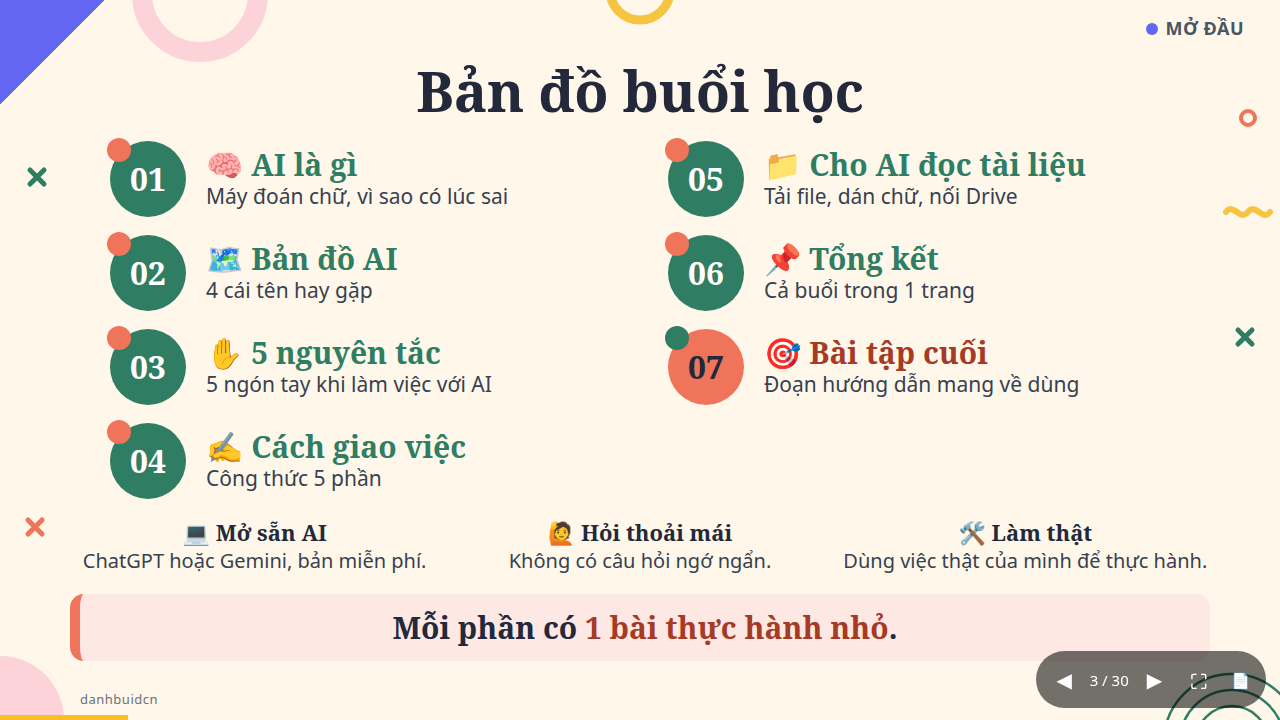 MỞ ĐẦU
Bản đồ buổi học
01
🧠 AI là gì
Máy đoán chữ, vì sao có lúc sai
02
🗺️ Bản đồ AI
4 cái tên hay gặp
03
✋ 5 nguyên tắc
5 ngón tay khi làm việc với AI
04
✍️ Cách giao việc
Công thức 5 phần
05
📁 Cho AI đọc tài liệu
Tải file, dán chữ, nối Drive
06
📌 Tổng kết
Cả buổi trong 1 trang
07
🎯 Bài tập cuối
Đoạn hướng dẫn mang về dùng
💻 Mở sẵn AI
ChatGPT hoặc Gemini, bản miễn phí.
🙋 Hỏi thoải mái
Không có câu hỏi ngớ ngẩn.
🛠️ Làm thật
Dùng việc thật của mình để thực hành.
Mỗi phần có 1 bài thực hành nhỏ.
danhbuidcn
◀ 3 / 30 ▶